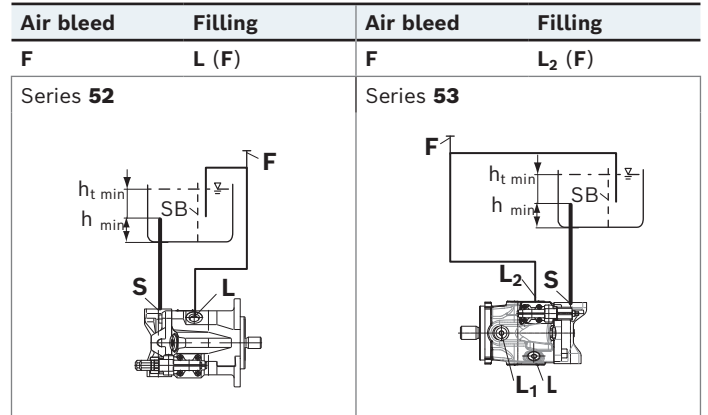 Air bleed Filling Air bleed Filling
F L (F) F L₂ (F)
Series 52 Series 53
F
hₜ ₘᵢₙ
SB
h ₘᵢₙ
S L
F
hₜ ₘᵢₙ
SB
h ₘᵢₙ
L₂ S
L₁ L